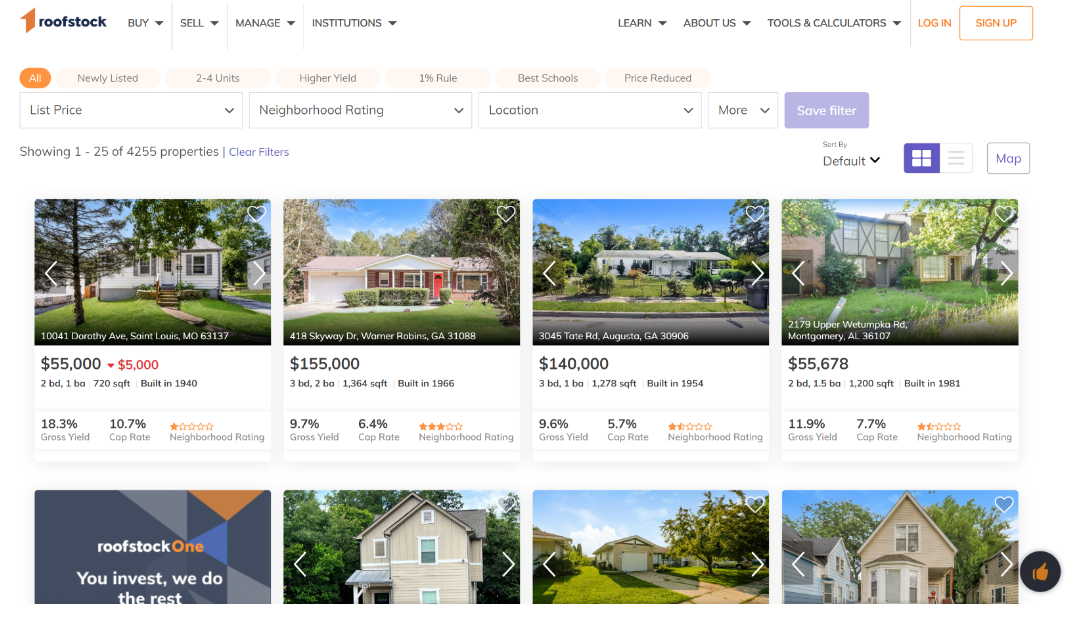 roofstock
BUY SELL MANAGE INSTITUTIONS LEARN ABOUT US TOOLS & CALCULATORS LOG IN SIGN UP
All Newly Listed 2-4 Units Higher Yield 1% Rule Best Schools Price Reduced
List Price Neighborhood Rating Location More Save filter
Showing 1 - 25 of 4255 properties | Clear Filters
Sort By
Default
Map
10041 Dorothy Ave, Saint Louis, MO 63137
$55,000 $5,000
2 bd, 1 ba | 720 sqft | Built in 1940
18.3% 10.7%
Gross Yield Cap Rate Neighborhood Rating
418 Skyway Dr, Warner Robins, GA 31088
$155,000
3 bd, 2 ba | 1,364 sqft | Built in 1966
9.7% 6.4%
Gross Yield Cap Rate Neighborhood Rating
3045 Tate Rd, Augusta, GA 30906
$140,000
3 bd, 1 ba | 1,278 sqft | Built in 1954
9.6% 5.7%
Gross Yield Cap Rate Neighborhood Rating
2179 Upper Wetumpka Rd,
Montgomery, AL 36107
$55,678
2 bd, 1.5 ba | 1,200 sqft | Built in 1981
11.9% 7.7%
Gross Yield Cap Rate Neighborhood Rating
roofstockOne
You invest, we do
the rest